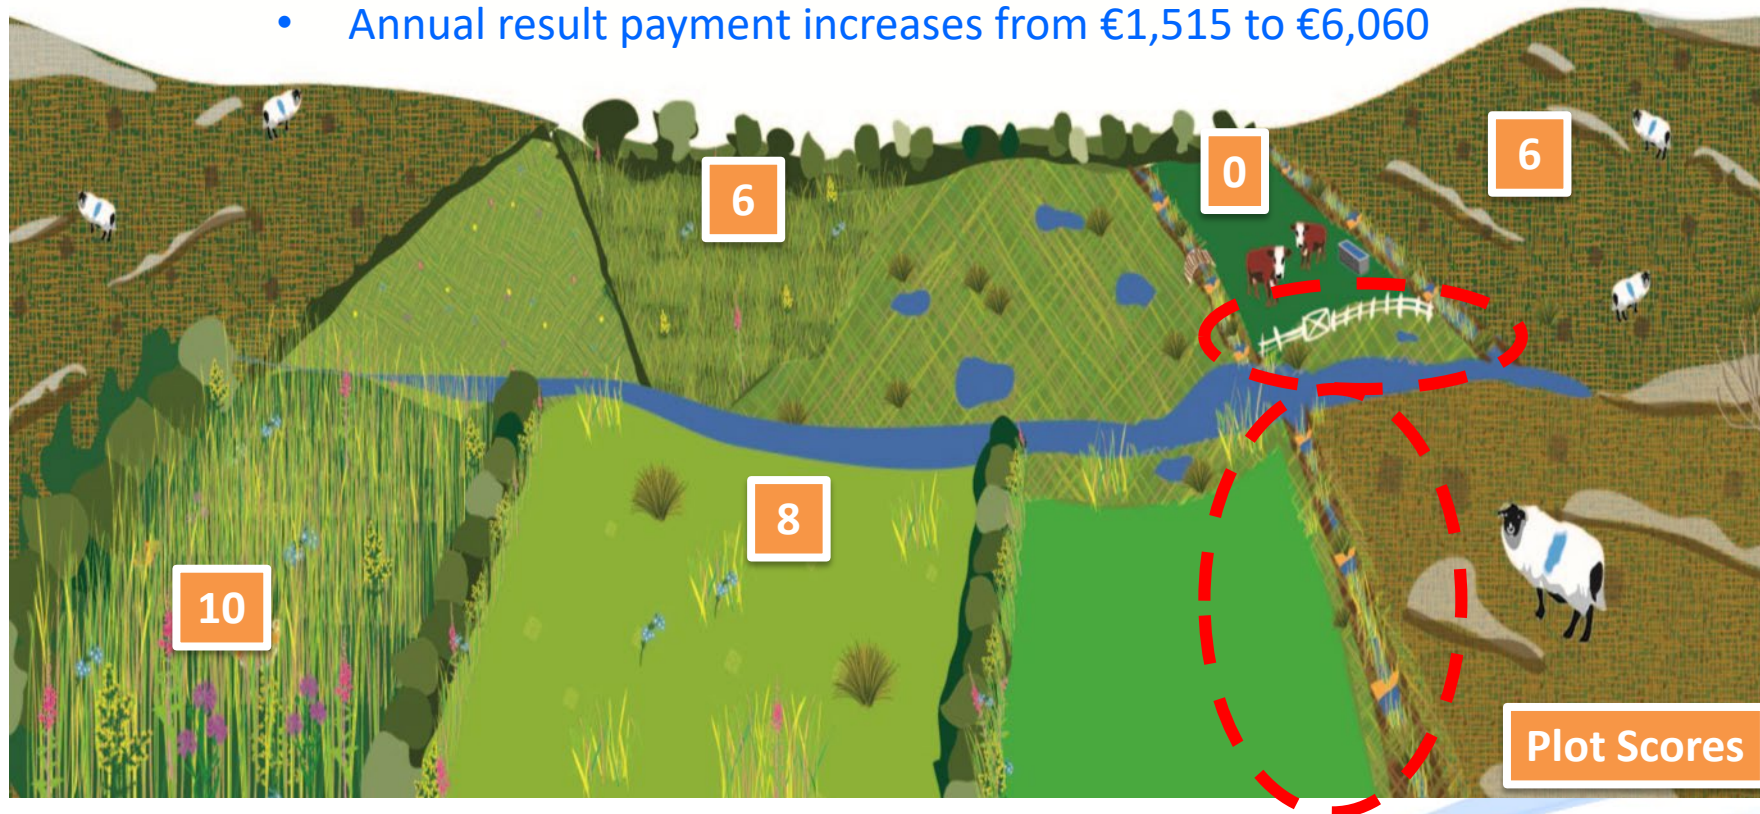 • Annual result payment increases from €1,515 to €6,060
0
6
6
8
10
Plot Scores